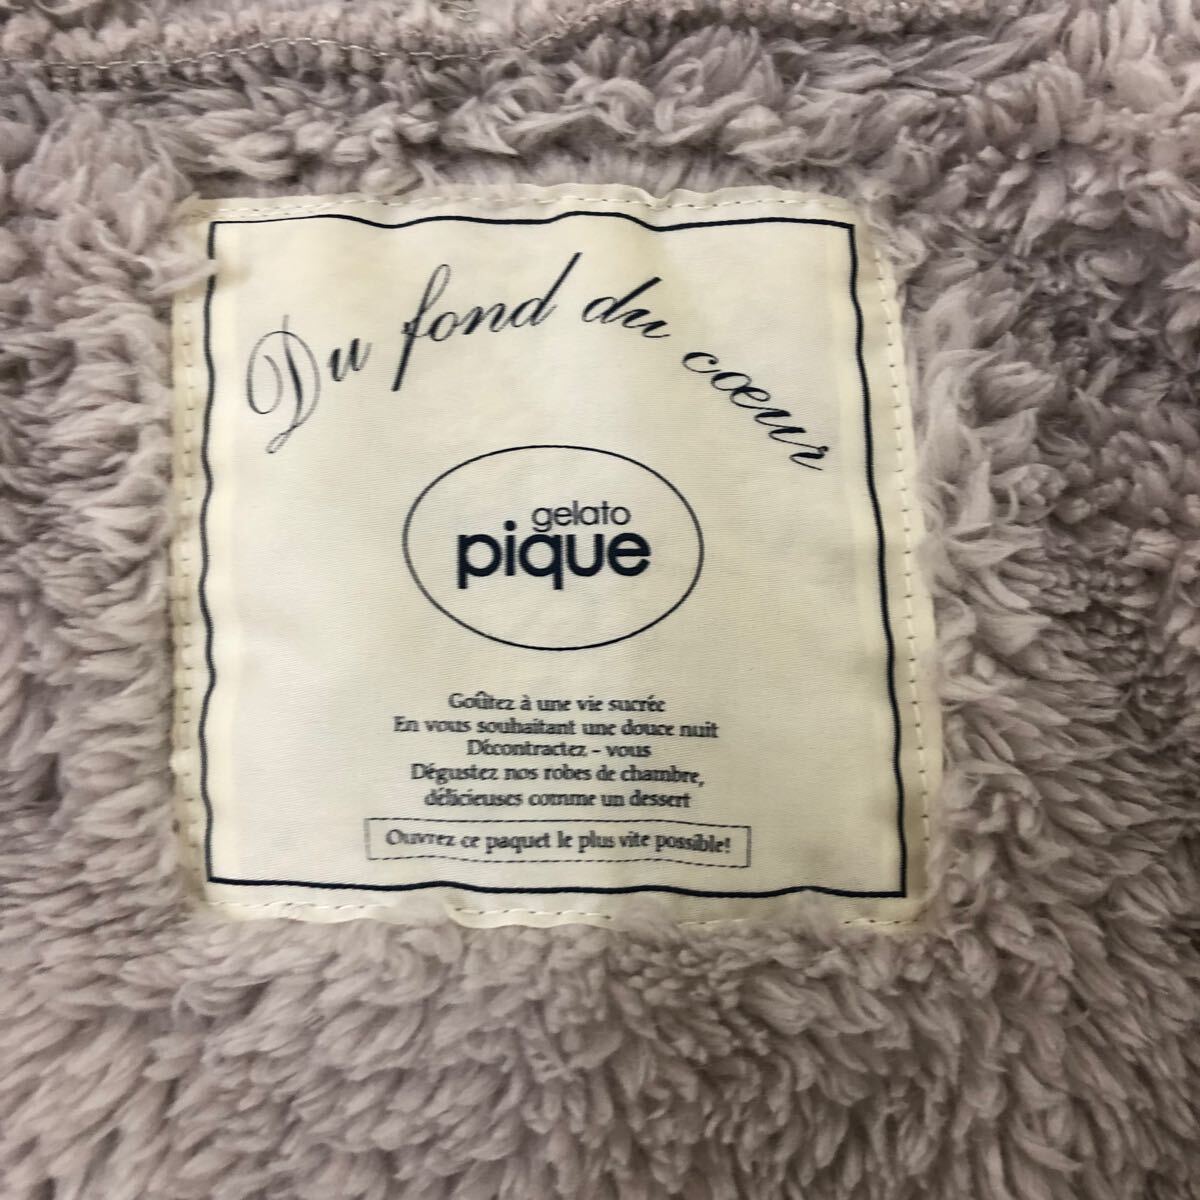 Du fond du cœur
gelato
pique
Goûtez à une vie sucrée
En vous souhaitant une douce nuit
Décontractez - vous
Dégustez nos robes de chambre,
délicieuses comme un dessert
Ouvrez ce paquet le plus vite possible!